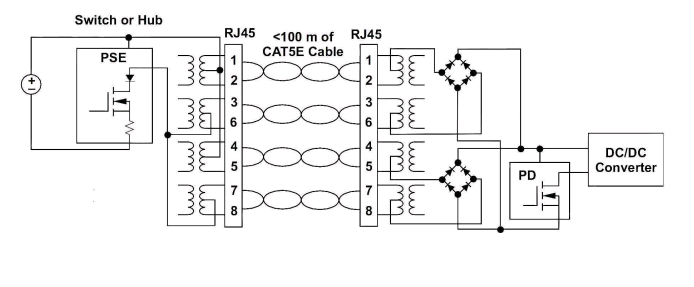 Switch or Hub
RJ45
<100 m of
CAT5E Cable
RJ45
PSE
1
2
3
6
4
5
7
8
1
2
3
6
4
5
7
8
PD
DC/DC
Converter